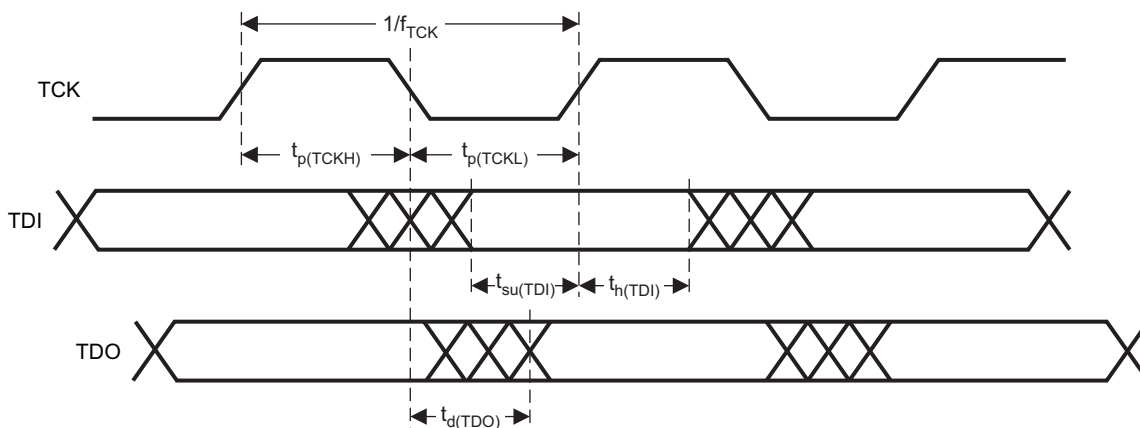 1/fTCK
TCK
tp(TCKH) tp(TCKL)
TDI
tsu(TDI) th(TDI)
TDO
td(TDO)